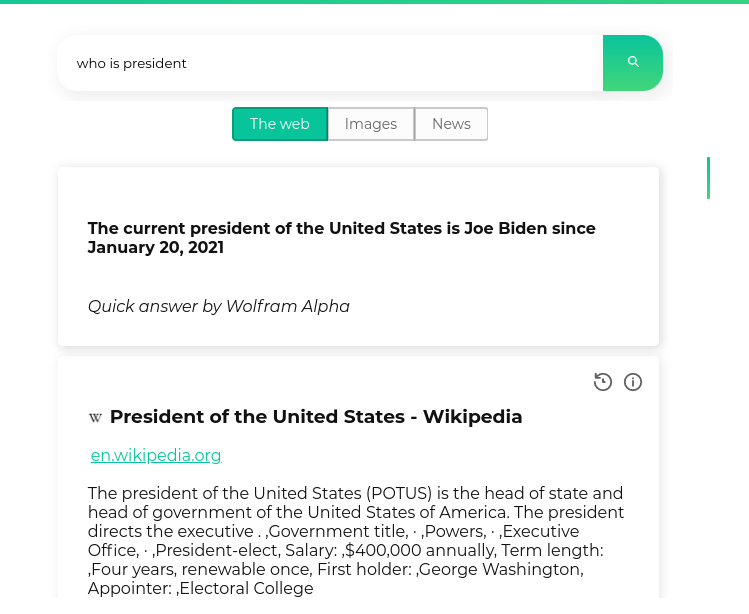 who is president
The web
Images
News
The current president of the United States is Joe Biden since
January 20, 2021
Quick answer by Wolfram Alpha
W President of the United States - Wikipedia
en.wikipedia.org
The president of the United States (POTUS) is the head of state and
head of government of the United States of America. The president
directs the executive . ,Government title, · ,Powers, · ,Executive
Office, · ,President-elect, Salary: ,$400,000 annually, Term length:
,Four years, renewable once, First holder: ,George Washington,
Appointer: ,Electoral College